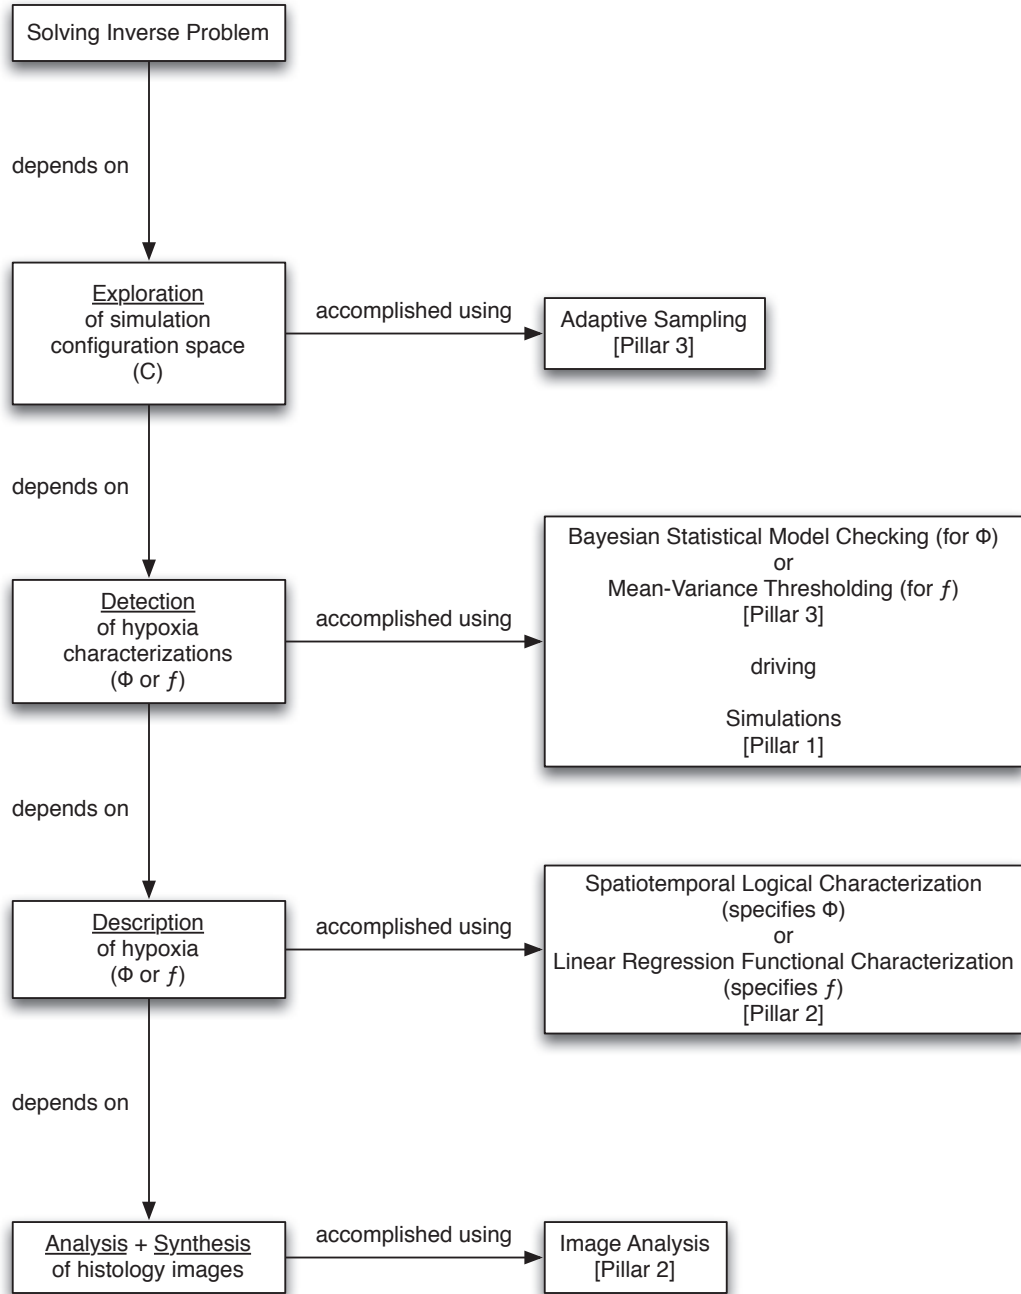 Solving Inverse Problem
depends on
Exploration
of simulation
configuration space
(C)
accomplished using
Adaptive Sampling
[Pillar 3]
depends on
Detection
of hypoxia
characterizations
(Φ or ƒ)
accomplished using
Bayesian Statistical Model Checking (for Φ)
or
Mean-Variance Thresholding (for ƒ)
[Pillar 3]
driving
Simulations
[Pillar 1]
depends on
Description
of hypoxia
(Φ or ƒ)
accomplished using
Spatiotemporal Logical Characterization
(specifies Φ)
or
Linear Regression Functional Characterization
(specifies ƒ)
[Pillar 2]
depends on
Analysis + Synthesis
of histology images
accomplished using
Image Analysis
[Pillar 2]